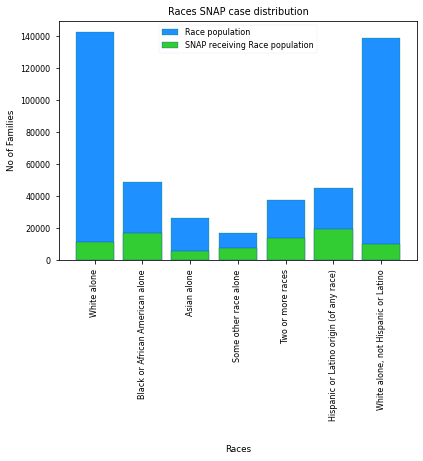 Races SNAP case distribution
Race population
SNAP receiving Race population
No of Families
140000
120000
100000
80000
60000
40000
20000
0
White alone
Black or African American alone
Asian alone
Some other race alone
Two or more races
Hispanic or Latino origin (of any race)
White alone, not Hispanic or Latino
Races